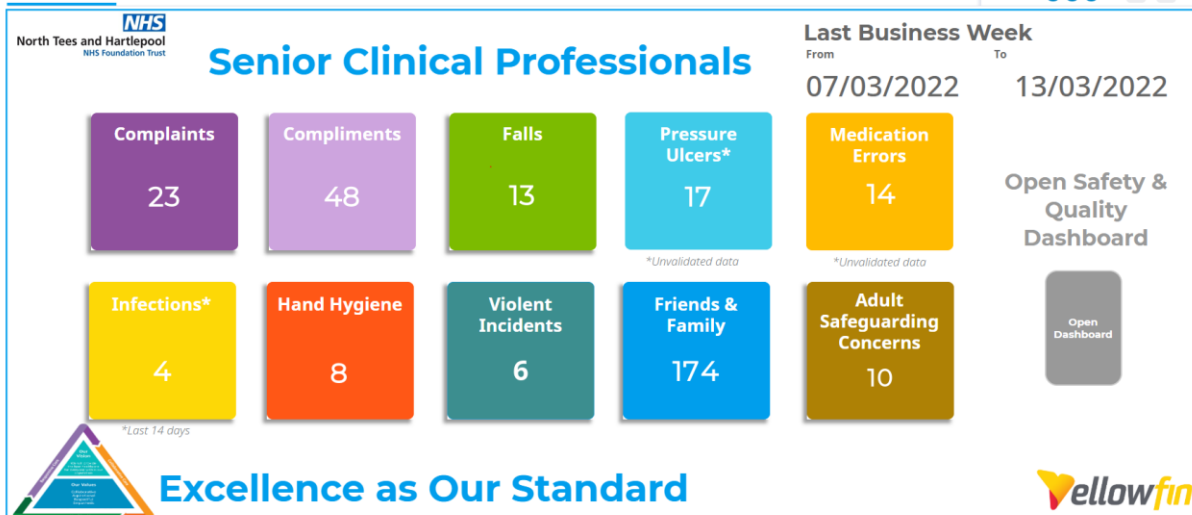 NHS
North Tees and Hartlepool
NHS Foundation Trust
Senior Clinical Professionals
Last Business Week
From
To
07/03/2022
13/03/2022
Complaints
23
Compliments
48
Falls
13
Pressure
Ulcers*
17
*Unvalidated data
Medication
Errors
14
*Unvalidated data
Open Safety &
Quality
Dashboard
Infections*
4
*Last 14 days
Hand Hygiene
8
Violent
Incidents
6
Friends &
Family
174
Adult
Safeguarding
Concerns
10
Open
Dashboard
Our
Our Values
Excellence as Our Standard
Yellowfin